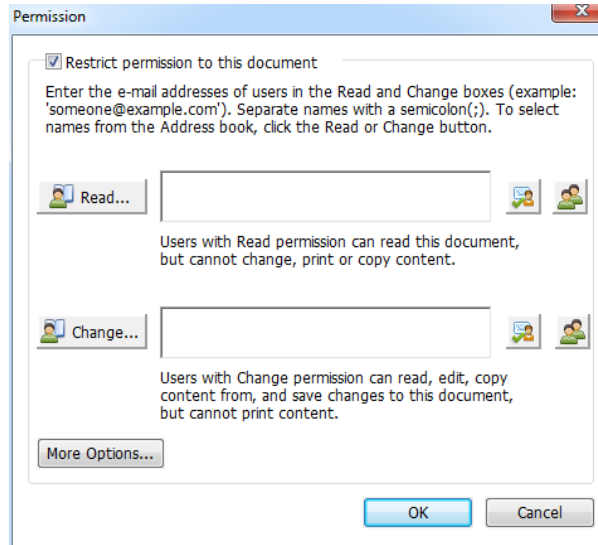 Permission
Restrict permission to this document
Enter the e-mail addresses of users in the Read and Change boxes (example:
'someone@example.com'). Separate names with a semicolon(;). To select
names from the Address book, click the Read or Change button.
Read...
Users with Read permission can read this document,
but cannot change, print or copy content.
Change...
Users with Change permission can read, edit, copy
content from, and save changes to this document,
but cannot print content.
More Options...
OK
Cancel